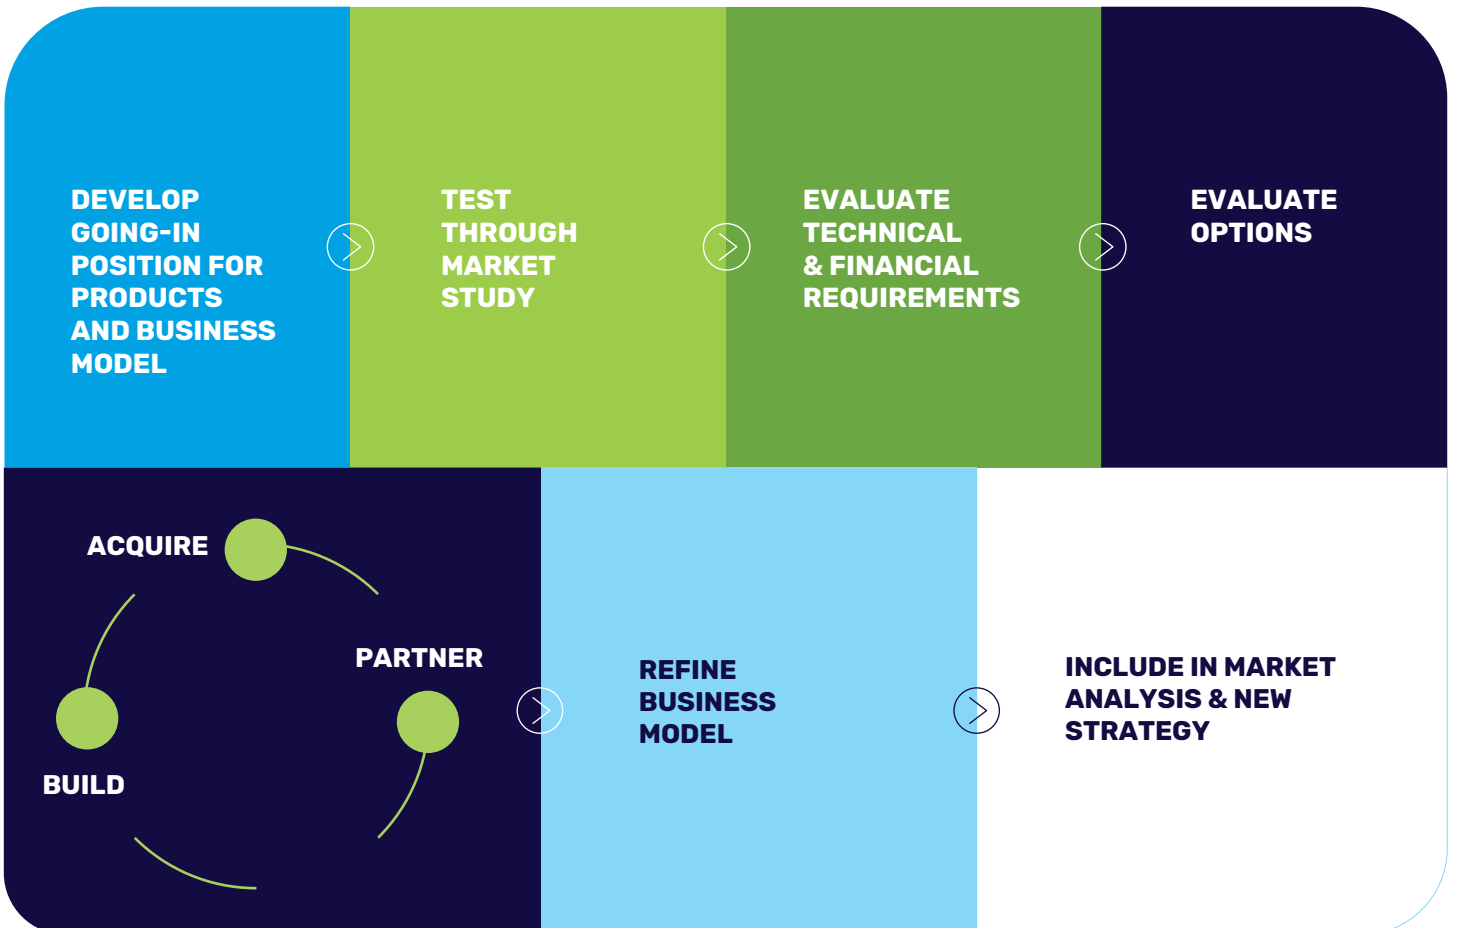 DEVELOP
GOING-IN
POSITION FOR
PRODUCTS
AND BUSINESS
MODEL
TEST
THROUGH
MARKET
STUDY
EVALUATE
TECHNICAL
& FINANCIAL
REQUIREMENTS
EVALUATE
OPTIONS
ACQUIRE
PARTNER
BUILD
REFINE
BUSINESS
MODEL
INCLUDE IN MARKET
ANALYSIS & NEW
STRATEGY